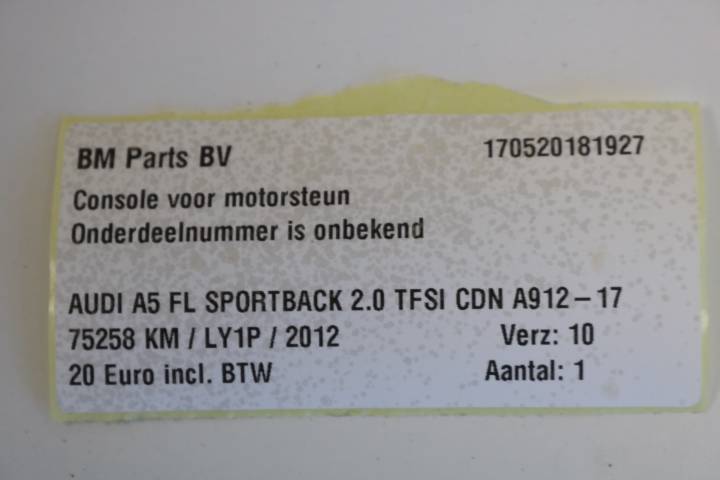 BM Parts BV 170520181927
Console voor motorsteun
Onderdeelnummer is onbekend
AUDI A5 FL SPORTBACK 2.0 TFSI CDN A912-17
75258 KM / LY1P / 2012 Verz: 10
20 Euro incl. BTW Aantal: 1